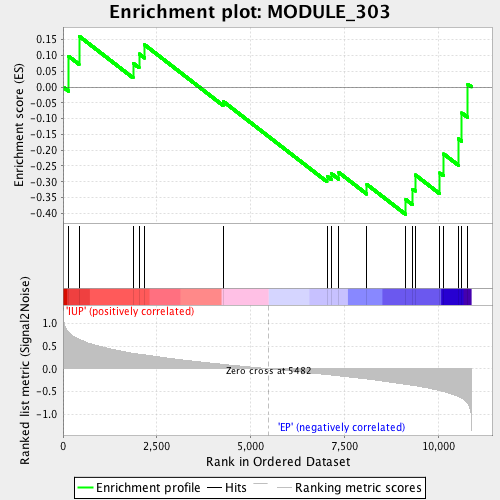 Enrichment plot: MODULE_303
Enrichment score (ES)
0.15
0.10
0.05
0.00
-0.05
-0.10
-0.15
-0.20
-0.25
-0.30
-0.35
-0.40
'IUP' (positively correlated)
Ranked list metric (Signal2Noise)
1.0
0.5
0.0
-0.5
-1.0
Zero cross at 5482
'EP' (negatively correlated)
0 2,500 5,000 7,500 10,000
Rank in Ordered Dataset
Enrichment profile Hits Ranking metric scores